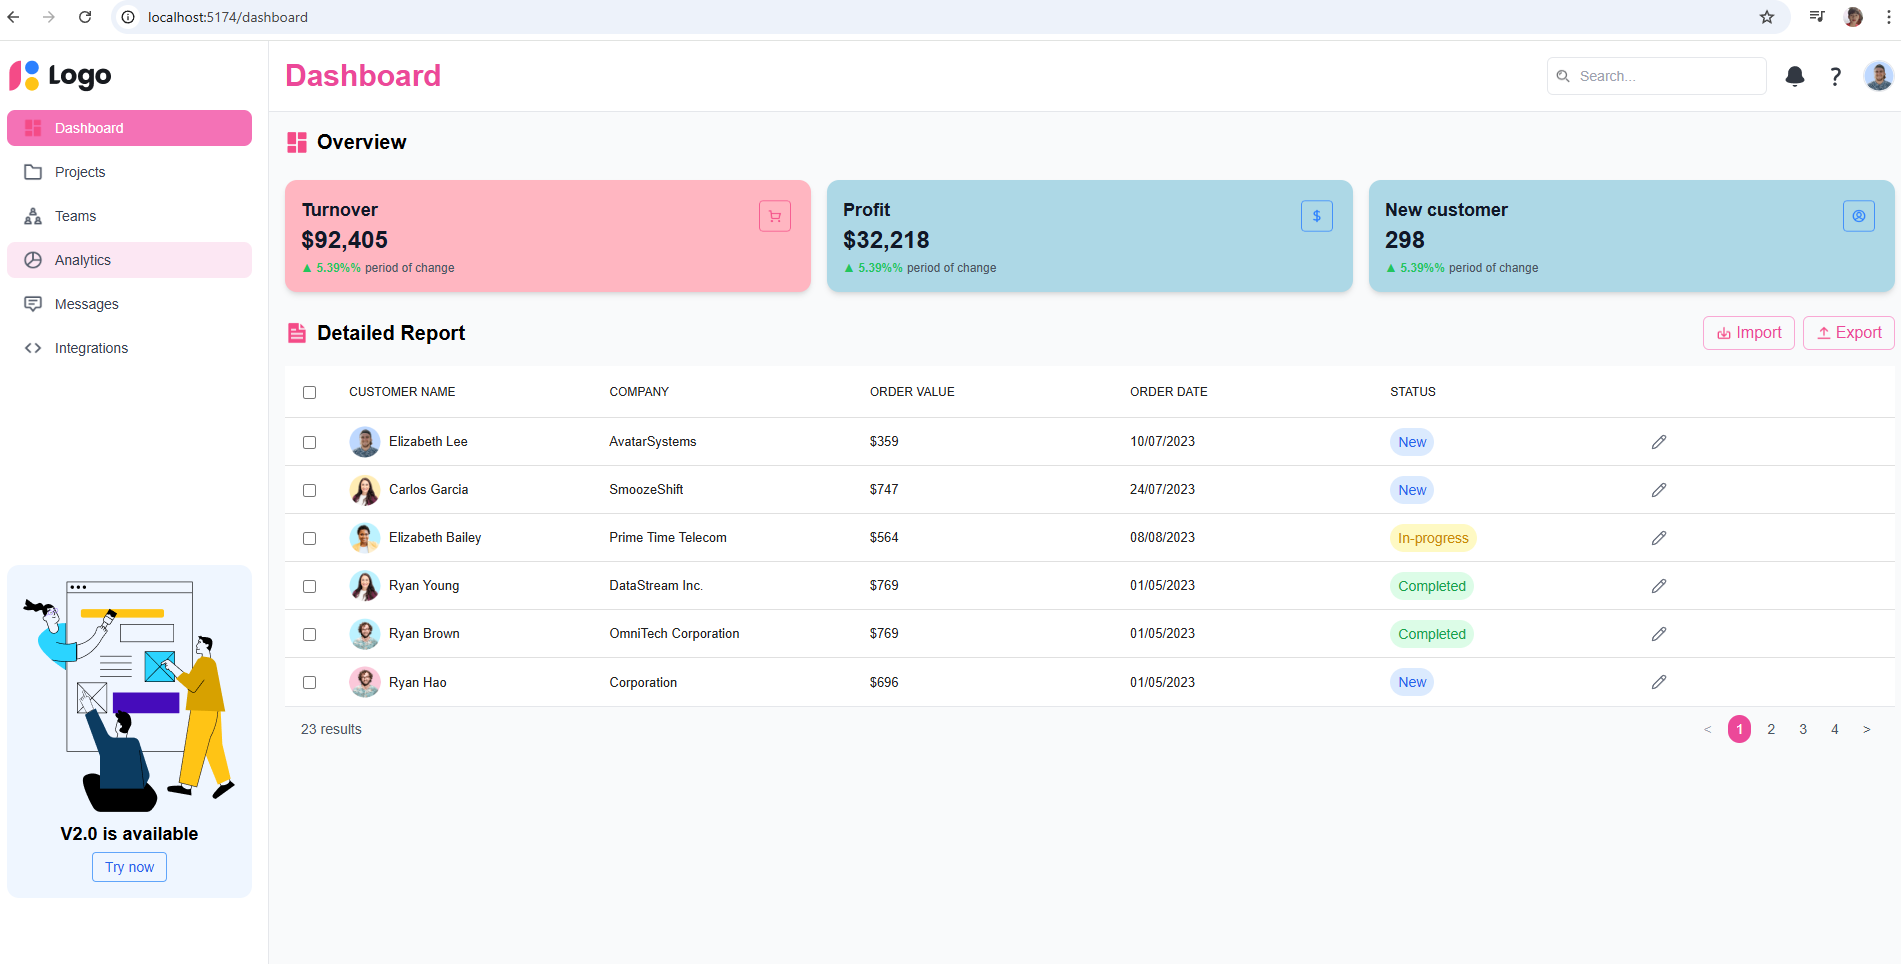 localhost:5174/dashboard
Logo
Dashboard
Projects
Teams
Analytics
Messages
Integrations
V2.0 is available
Try now
Dashboard
Search...
?
Overview
Turnover
$92,405
▲ 5.39%% period of change
Profit
$32,218
▲ 5.39%% period of change
$
New customer
298
▲ 5.39%% period of change
Detailed Report
Import Export
CUSTOMER NAME COMPANY ORDER VALUE ORDER DATE STATUS
Elizabeth Lee AvatarSystems $359 10/07/2023 New
Carlos Garcia SmoozeShift $747 24/07/2023 New
Elizabeth Bailey Prime Time Telecom $564 08/08/2023 In-progress
Ryan Young DataStream Inc. $769 01/05/2023 Completed
Ryan Brown OmniTech Corporation $769 01/05/2023 Completed
Ryan Hao Corporation $696 01/05/2023 New
23 results < 1 2 3 4 >